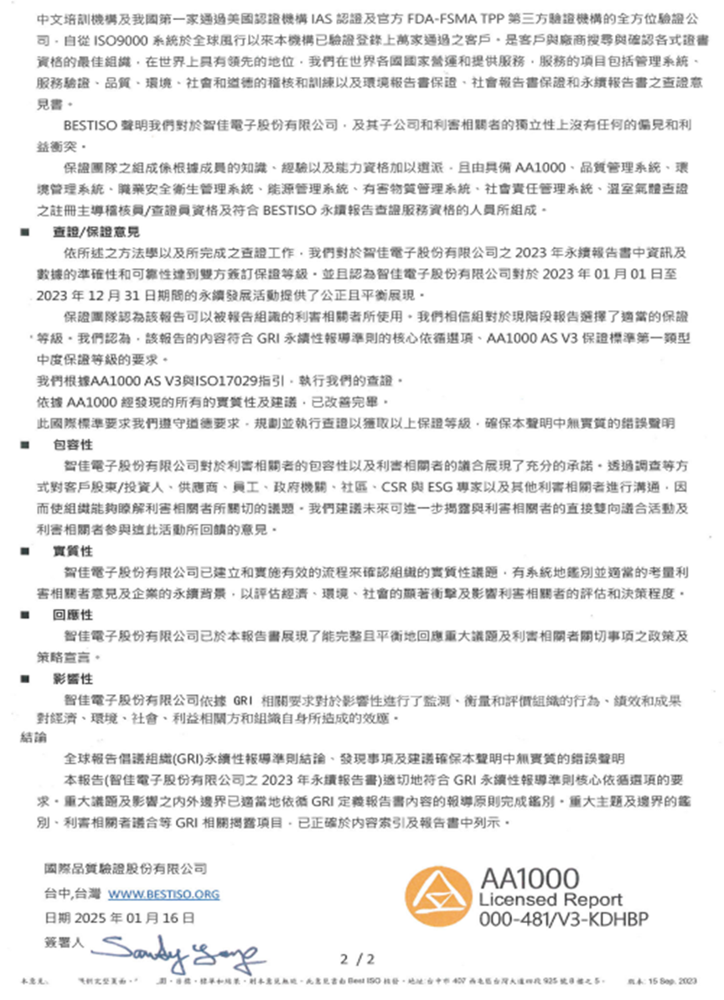 中文培訓機構及我國第一家通過美國認證機構 IAS 認證及官方 FDA-FSMA TPP 第三方驗證機構的全方位驗證公
司，自從 ISO9000 系統於全球風行以來本機構已驗證登錄上萬家通過之客戶。是客戶與廠商搜尋與確認各式證書
資格的最佳組織，在世界上具有領先的地位，我們在世界各國國家營運和提供服務，服務的項目包括管理系統、
服務驗證、品質、環境、社會和道德的稽核和訓練以及環境報告書保證、社會報告書保證和永續報告書之查證意
見書。
BESTISO 聲明我們對於智佳電子股份有限公司，及其子公司和利害相關者的獨立性上沒有任何的偏見和利
益衝突。
保證團隊之組成係根據成員的知識、經驗以及能力資格加以選派，且由具備 AA1000、品質管理系統、環
境管理系統、職業安全衛生管理系統、能源管理系統、有害物質管理系統、社會責任管理系統、溫室氣體查證
之註冊主導稽核員/查證員資格及符合 BESTISO 永續報告查證服務資格的人員所組成。
■ 查證/保證意見
依所述之方法學以及所完成之查證工作，我們對於智佳電子股份有限公司之 2023 年永續報告書中資訊及
數據的準確性和可靠性達到雙方簽訂保證等級。並且認為智佳電子股份有限公司對於 2023 年 01 月 01 日至
2023 年 12 月 31 日期間的永續發展活動提供了公正且平衡展現。
保證團隊認為該報告可以被報告組織的利害相關者所使用。我們相信組對於現階段報告選擇了適當的保證
等級。我們認為，該報告的內容符合 GRI 永續性報導準則的核心依循選項、AA1000 AS V3 保證標準第一類型
中度保證等級的要求。
我們根據AA1000 AS V3與ISO17029指引，執行我們的查證。
依據 AA1000 經發現的所有的實質性及建議，已改善完畢。
此國際標準要求我們遵守道德要求，規劃並執行查證以獲取以上保證等級，確保本聲明中無實質的錯誤聲明
■ 包容性
智佳電子股份有限公司對於利害相關者的包容性以及利害相關者的議合展現了充分的承諾。透過調查等方
式對客戶股東/投資人、供應商、員工、政府機關、社區、CSR 與 ESG 專家以及其他利害相關者進行溝通，因
而使組織能夠瞭解利害相關者所關切的議題。我們建議未來可進一步揭露與利害相關者的直接雙向議合活動及
利害相關者參與這此活動所回饋的意見。
■ 實質性
智佳電子股份有限公司已建立和實施有效的流程來確認組織的實質性議題，有系統地鑑別並適當的考量利
害相關者意見及企業的永續背景，以評估經濟、環境、社會的顯著衝擊及影響利害相關者的評估和決策程度。
■ 回應性
智佳電子股份有限公司已於本報告書展現了能完整且平衡地回應重大議題及利害相關者關切事項之政策及
策略宣言。
■ 影響性
智佳電子股份有限公司依據 GRI 相關要求對於影響性進行了監測、衡量和評價組織的行為、績效和成果
對經濟、環境、社會、利益相關方和組織自身所造成的效應。
結論
全球報告倡議組織(GRI)永續性報導準則結論、發現事項及建議確保本聲明中無實質的錯誤聲明
本報告(智佳電子股份有限公司之 2023 年永續報告書)適切地符合 GRI 永續性報導準則核心依循選項的要
求。重大議題及影響之內外邊界已適當地依循 GRI 定義報告書內容的報導原則完成鑑別。重大主題及邊界的鑑
別、利害相關者議合等 GRI 相關揭露項目，已正確於內容索引及報告書中列示。
國際品質驗證股份有限公司
台中,台灣 WWW.BESTISO.ORG
日期 2025 年 01 月 16 日
簽署人 Sandy Yang
AA1000
Licensed Report
000-481/V3-KDHBP
2 / 2
版本: 15 Sep. 2023